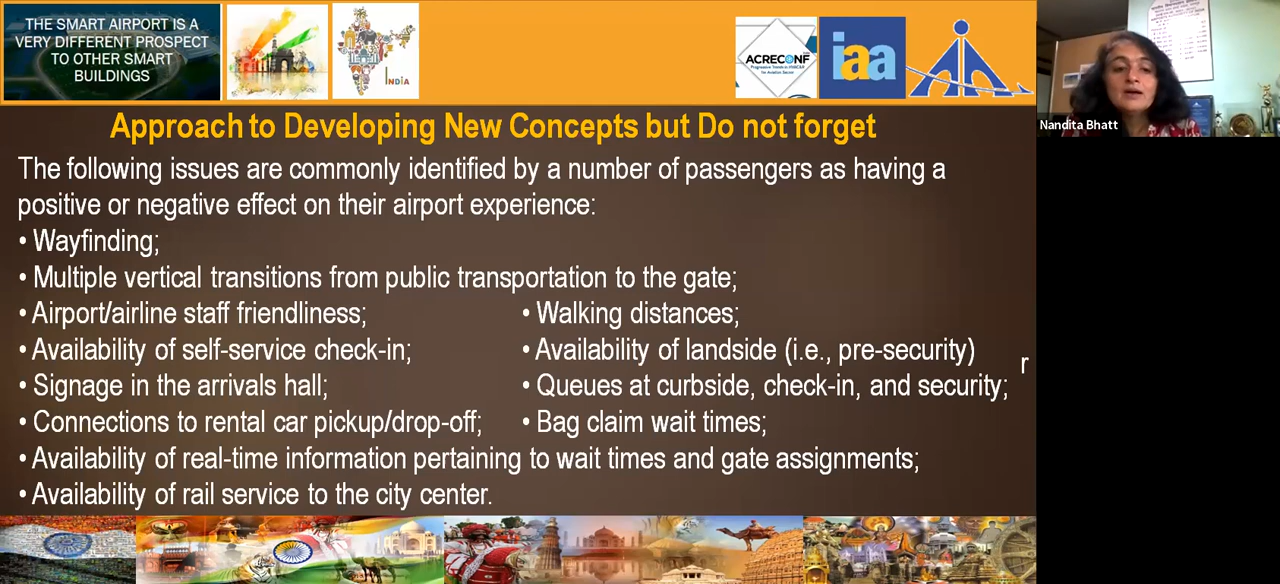 THE SMART AIRPORT IS A
VERY DIFFERENT PROSPECT
TO OTHER SMART
BUILDINGS
INDIA
ACRECONF
iaa
Nandita Bhatt
Approach to Developing New Concepts but Do not forget
The following issues are commonly identified by a number of passengers as having a
positive or negative effect on their airport experience:
• Wayfinding;
• Multiple vertical transitions from public transportation to the gate;
• Airport/airline staff friendliness;
• Walking distances;
• Availability of self-service check-in;
• Availability of landside (i.e., pre-security)
r
• Signage in the arrivals hall;
• Queues at curbside, check-in, and security;
• Connections to rental car pickup/drop-off;
• Bag claim wait times;
• Availability of real-time information pertaining to wait times and gate assignments;
• Availability of rail service to the city center.